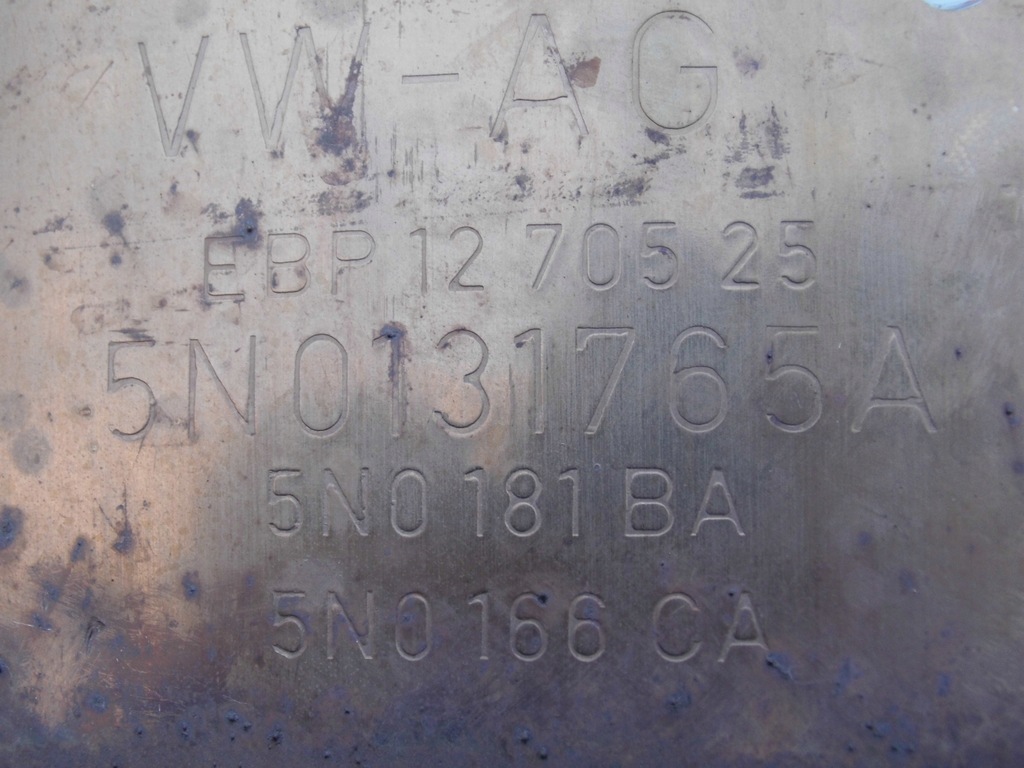 VW-AG
EBP 12 705 25
5N0131765A
5N0 181 BA
5N0 166 CA